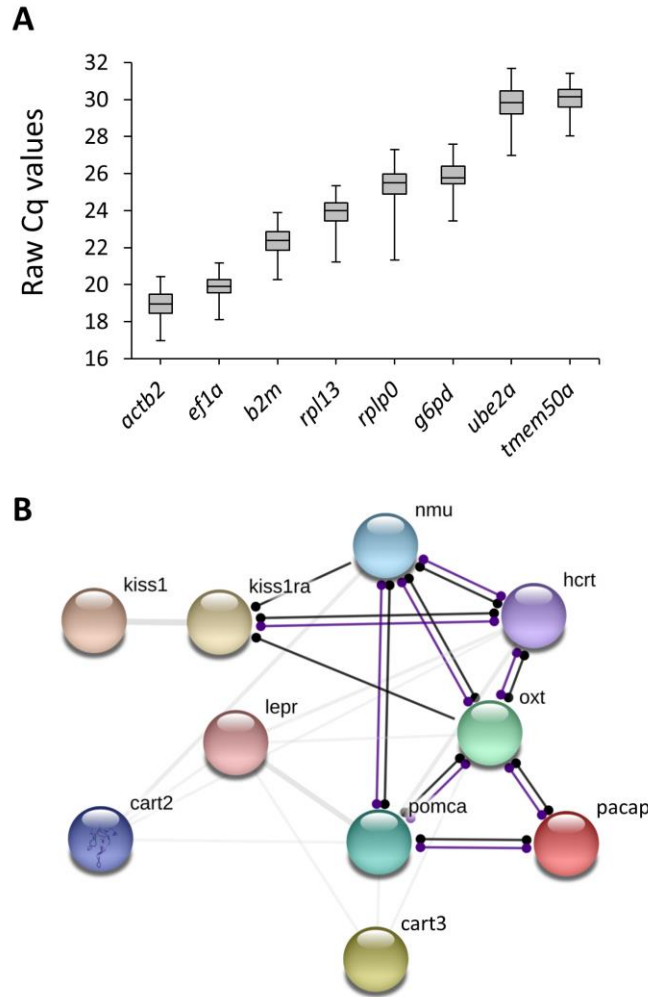 A
Raw Cq values
32
30
28
26
24
22
20
18
16
actb2
ef1a
b2m
rpl13
rplp0
g6pd
ube2a
tmem50a
B
nmu
kiss1
kiss1ra
hcrt
lepr
oxt
cart2
pomca
pacap
cart3